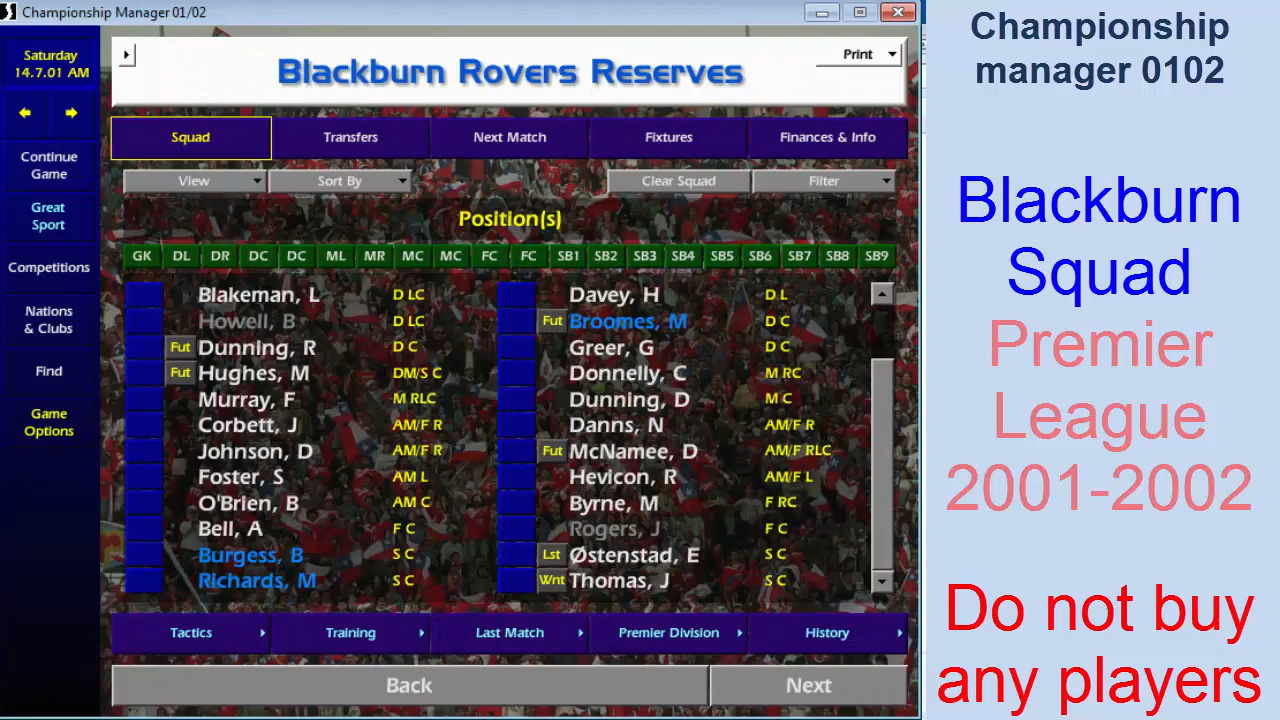 Championship Manager 01/02
Saturday
14.7.01 AM
Continue
Game
Great
Sport
Competitions
Nations
& Clubs
Find
Game
Options
Blackburn Rovers Reserves
Print
Squad Transfers Next Match Fixtures Finances & Info
View Sort By Clear Squad Filter
Position(s)
GK DL DR DC DC ML MR MC MC FC FC SB1 SB2 SB3 SB4 SB5 SB6 SB7 SB8 SB9
Blakeman, L D LC Davey, H D L
Howell, B D LC Fut Broomes, M D C
Fut Dunning, R D C Greer, G D C
Fut Hughes, M DM/S C Donnelly, C M RC
Murray, F M RLC Dunning, D M C
Corbett, J AM/F R Danns, N AM/F R
Johnson, D AM/F R Fut McNamee, D AM/F RLC
Foster, S AM L Hevicon, R AM/F L
O'Brien, B AM C Byrne, M F RC
Bell, A F C Rogers, J F C
Burgess, B S C Lst Østenstad, E S C
Richards, M S C Wnt Thomas, J S C
Tactics Training Last Match Premier Division History
Back Next
Championship
manager 0102
Blackburn
Squad
Premier
League
2001-2002
Do not buy
any players